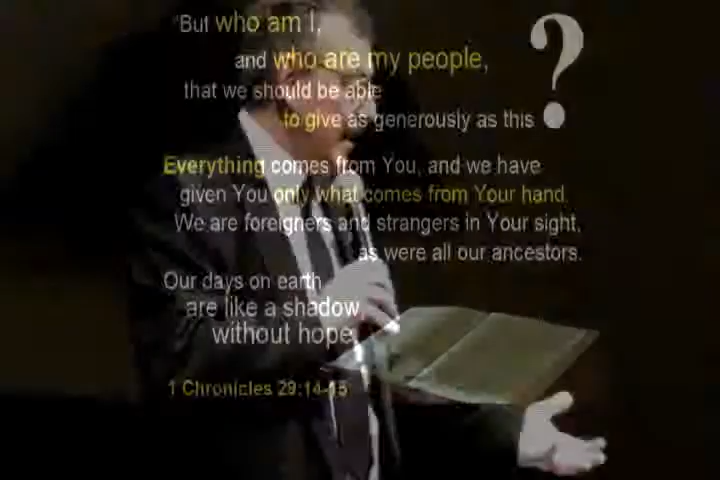 "But who am I,
and who are my people,
that we should be able
to give as generously as this ?
Everything comes from You, and we have
given You only what comes from Your hand.
We are foreigners and strangers in Your sight,
as were all our ancestors.
Our days on earth
are like a shadow
without hope.
1 Chronicles 29:14-15